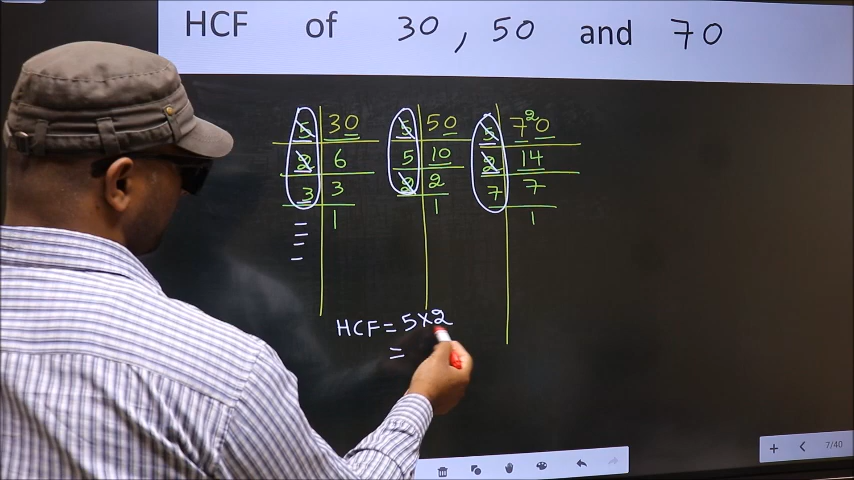 HCF of 30, 50 and 70
5 30 5 50 5 7²0
2 6 5 10 2 14
3 3 2 2 7 7
1 1 1
HCF = 5×2
=
7/40